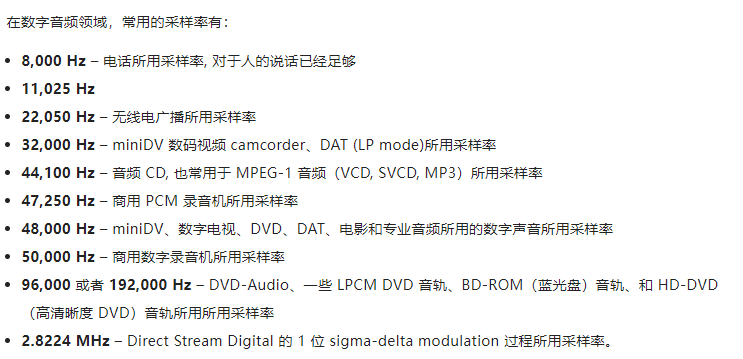 在数字音频领域，常用的采样率有：
8,000 Hz – 电话所用采样率, 对于人的说话已经足够
11,025 Hz
22,050 Hz – 无线电广播所用采样率
32,000 Hz – miniDV 数码视频 camcorder、DAT (LP mode)所用采样率
44,100 Hz – 音频 CD, 也常用于 MPEG-1 音频（VCD, SVCD, MP3）所用采样率
47,250 Hz – 商用 PCM 录音机所用采样率
48,000 Hz – miniDV、数字电视、DVD、DAT、电影和专业音频所用的数字声音所用采样率
50,000 Hz – 商用数字录音机所用采样率
96,000 或者 192,000 Hz – DVD-Audio、一些 LPCM DVD 音轨、BD-ROM（蓝光盘）音轨、和 HD-DVD
（高清晰度 DVD）音轨所用所用采样率
2.8224 MHz – Direct Stream Digital 的 1 位 sigma-delta modulation 过程所用采样率。